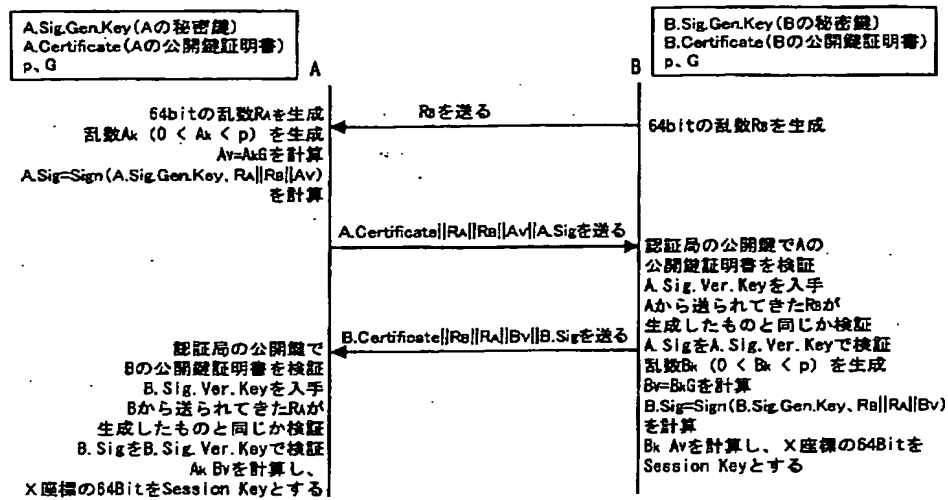 A.Sig.Gen.Key(Aの秘密鍵)
A.Certificate(Aの公開鍵証明書)
p、G
B.Sig.Gen.Key(Bの秘密鍵)
B.Certificate(Bの公開鍵証明書)
p、G
A
B
64bitの乱数RAを生成
乱数Ak (0 < Ak < p) を生成
Av=AkGを計算
A.Sig=Sign(A.Sig.Gen.Key、RA||RB||Av)
を計算
RBを送る
64bitの乱数RBを生成
A.Certificate||RA||RB||Av||A.Sigを送る
認証局の公開鍵でAの
公開鍵証明書を検証
A.Sig.Ver.Keyを入手
Aから送られてきたRBが
生成したものと同じか検証
A.SigをA.Sig.Ver.Keyで検証
乱数Bk (0 < Bk < p) を生成
Bv=BkGを計算
B.Sig=Sign(B.Sig.Gen.Key、RB||RA||Bv)
を計算
Bk Avを計算し、X座標の64Bitを
Session Keyとする
B.Certificate||RB||RA||Bv||B.Sigを送る
認証局の公開鍵で
Bの公開鍵証明書を検証
B.Sig.Ver.Keyを入手
Bから送られてきたRAが
生成したものと同じか検証
B.SigをB.Sig.Ver.Keyで検証
Ak Bvを計算し、
X座標の64BitをSession Keyとする